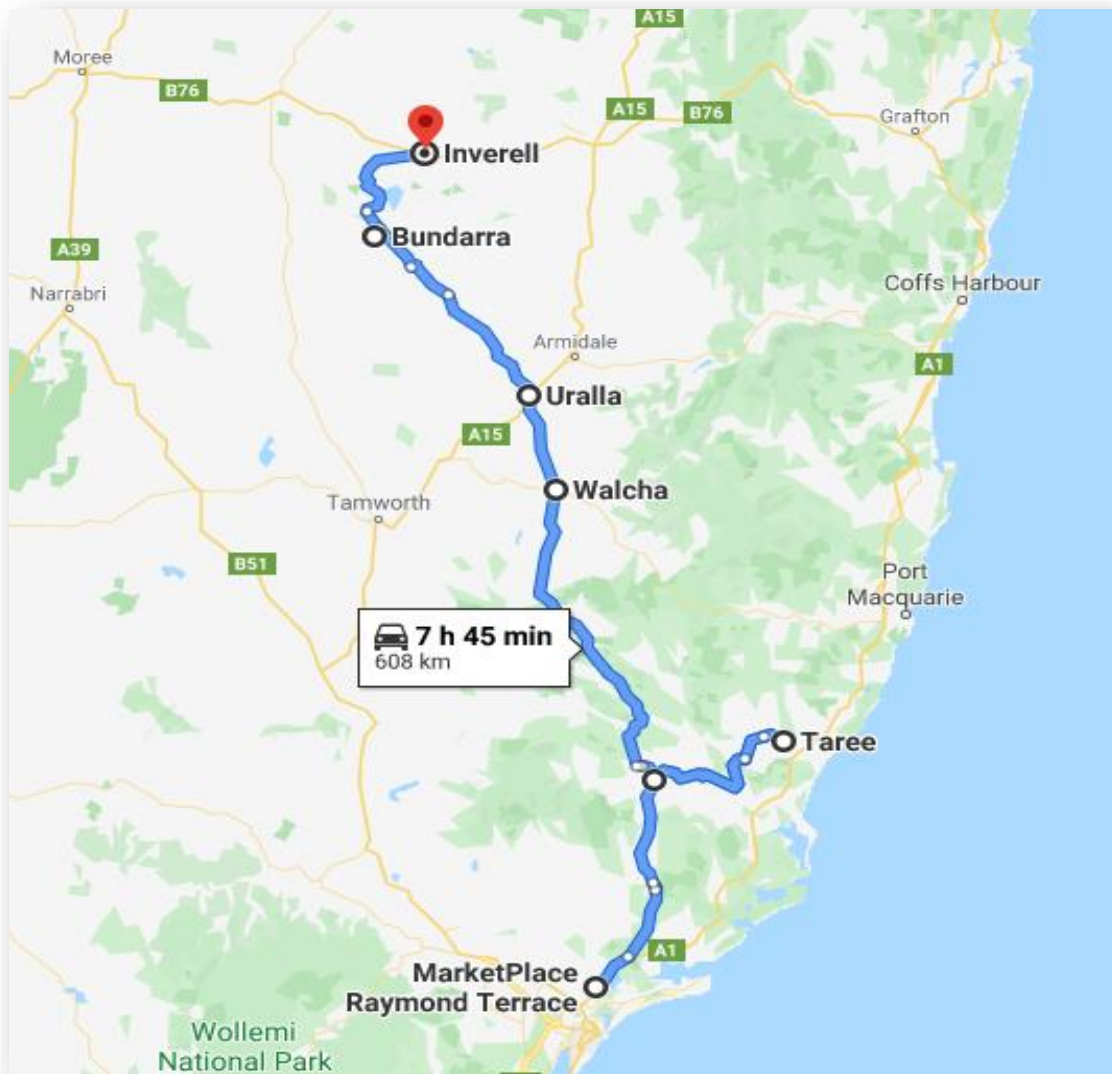 A15
Moree
B76
A15
B76
Grafton
Inverell
Bundarra
A39
Narrabri
Coffs Harbour
Armidale
A1
Uralla
A15
Walcha
Tamworth
B51
Port
Macquarie
7 h 45 min
608 km
Taree
A1
MarketPlace
Raymond Terrace
Wollemi
National Park